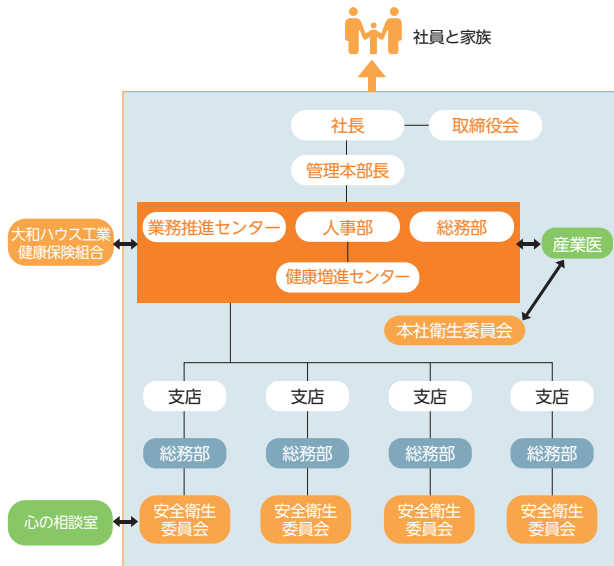 社員と家族
社長
取締役会
管理本部長
大和ハウス工業
健康保険組合
業務推進センター
人事部
総務部
産業医
健康増進センター
本社衛生委員会
支店
支店
支店
支店
総務部
総務部
総務部
総務部
心の相談室
安全衛生
委員会
安全衛生
委員会
安全衛生
委員会
安全衛生
委員会